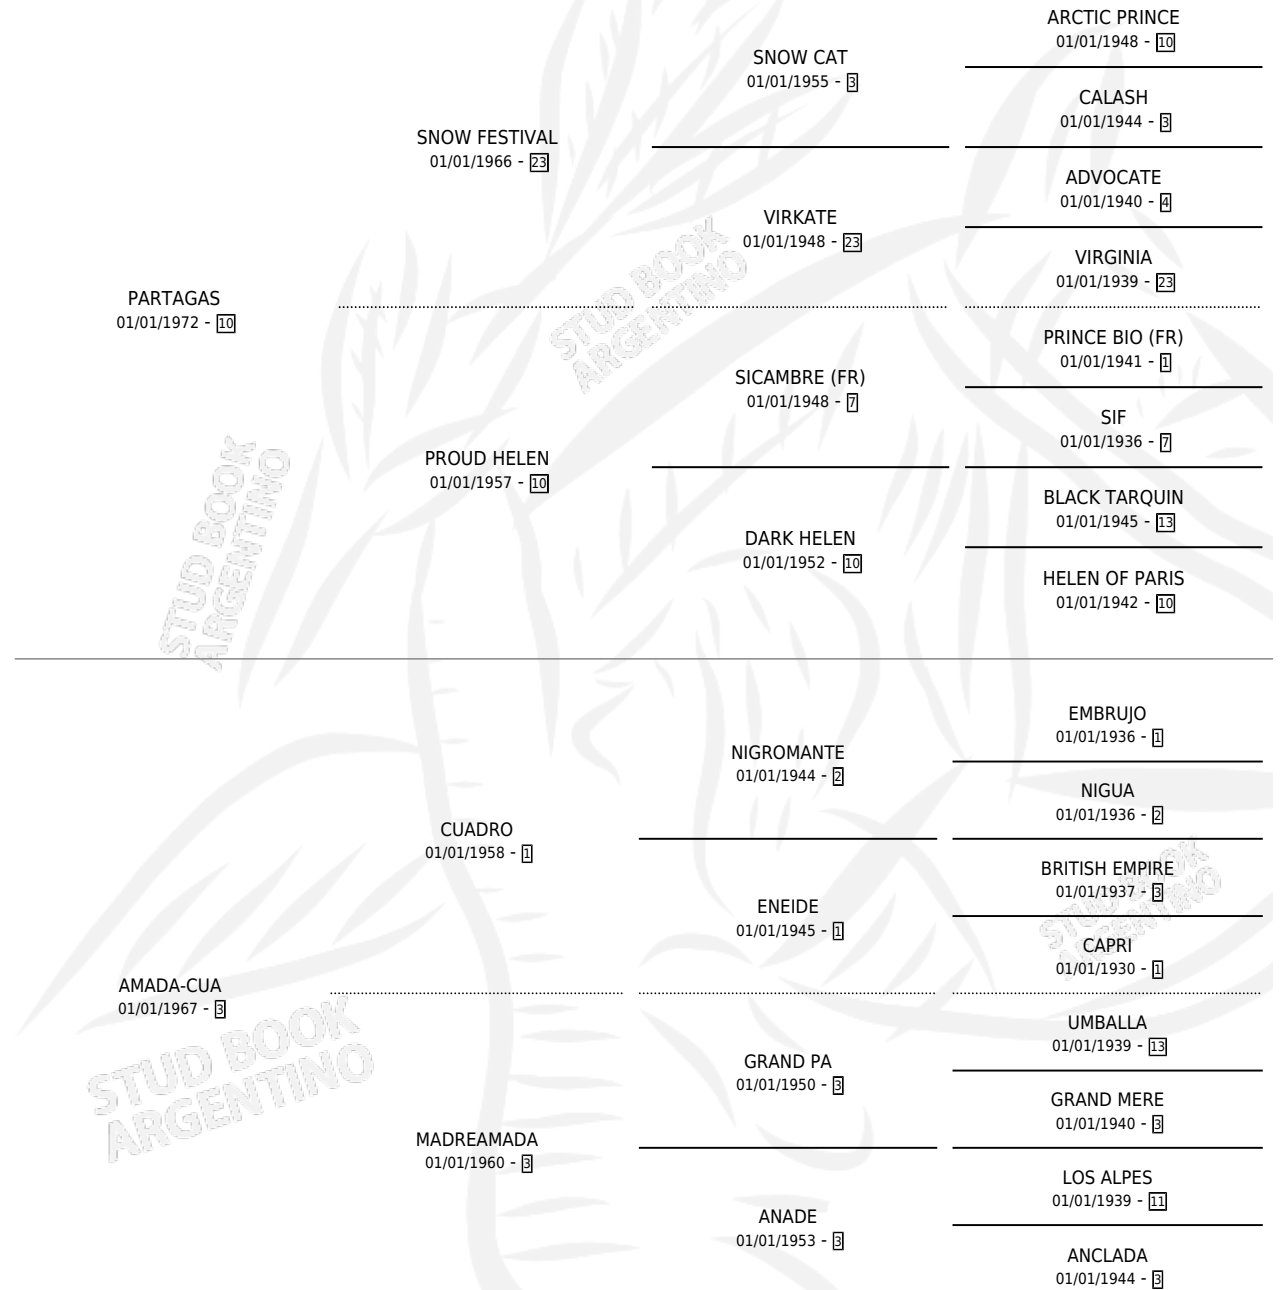 ARCTIC PRINCE
01/01/1948 - 10
SNOW CAT
01/01/1955 - 3
CALASH
01/01/1944 - 3
SNOW FESTIVAL
01/01/1966 - 23
ADVOCATE
01/01/1940 - 4
VIRKATE
01/01/1948 - 23
VIRGINIA
01/01/1939 - 23
PARTAGAS
01/01/1972 - 10
PRINCE BIO (FR)
01/01/1941 - 1
SICAMBRE (FR)
01/01/1948 - 7
SIF
01/01/1936 - 7
PROUD HELEN
01/01/1957 - 10
BLACK TARQUIN
01/01/1945 - 13
DARK HELEN
01/01/1952 - 10
HELEN OF PARIS
01/01/1942 - 10
EMBRUJO
01/01/1936 - 1
NIGROMANTE
01/01/1944 - 2
NIGUA
01/01/1936 - 2
CUADRO
01/01/1958 - 1
BRITISH EMPIRE
01/01/1937 - 3
ENEIDE
01/01/1945 - 1
CAPRI
01/01/1930 - 1
AMADA-CUA
01/01/1967 - 3
UMBALLA
01/01/1939 - 13
GRAND PA
01/01/1950 - 3
GRAND MERE
01/01/1940 - 3
MADREAMADA
01/01/1960 - 3
LOS ALPES
01/01/1939 - 11
ANADE
01/01/1953 - 3
ANCLADA
01/01/1944 - 3
STUD BOOK
ARGENTINO
STUD BOOK
ARGENTINO
STUD BOOK
ARGENTINO
STUD BOOK
ARGENTINO